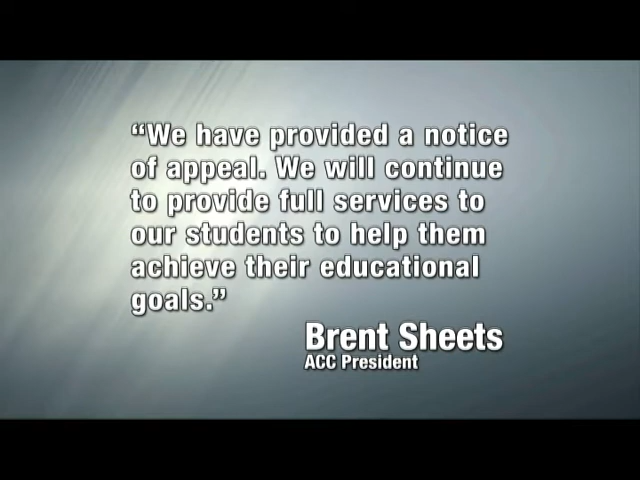 “We have provided a notice
of appeal. We will continue
to provide full services to
our students to help them
achieve their educational
goals.”
Brent Sheets
ACC President